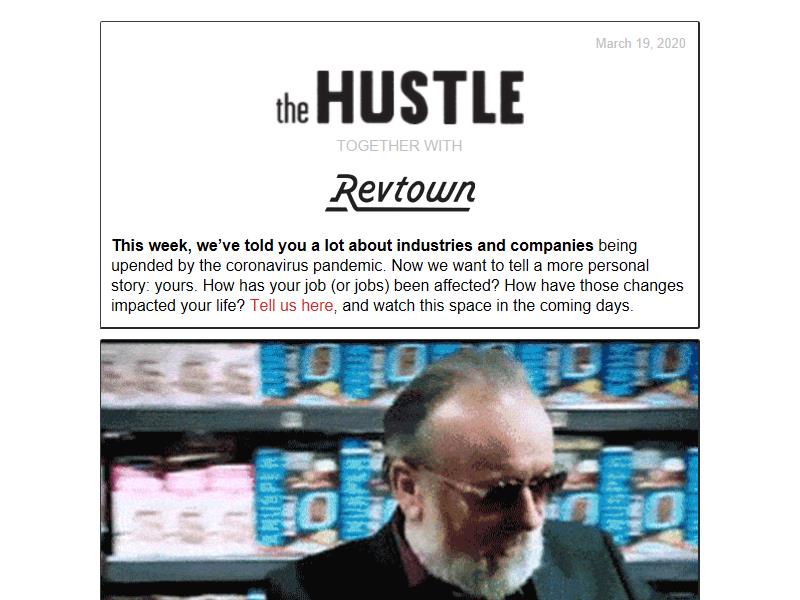 March 19, 2020
the HUSTLE
TOGETHER WITH
Revtown
This week, we’ve told you a lot about industries and companies being
upended by the coronavirus pandemic. Now we want to tell a more personal
story: yours. How has your job (or jobs) been affected? How have those changes
impacted your life? Tell us here, and watch this space in the coming days.